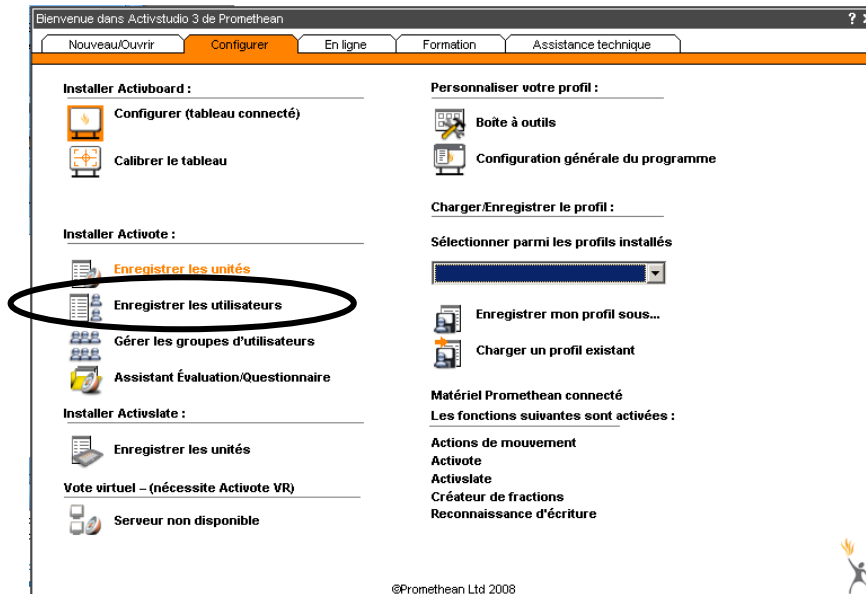 Bienvenue dans Activstudio 3 de Promethean
Nouveau/Ouvrir
Configurer
En ligne
Formation
Assistance technique
Installer Activboard :
Configurer (tableau connecté)
Calibrer le tableau
Installer Activote :
Enregistrer les unités
Enregistrer les utilisateurs
Gérer les groupes d'utilisateurs
Assistant Évaluation/Questionnaire
Installer Activslate :
Enregistrer les unités
Vote virtuel – (nécessite Activote VR)
Serveur non disponible
Personnaliser votre profil :
Boîte à outils
Configuration générale du programme
Charger/Enregistrer le profil :
Sélectionner parmi les profils installés
Enregistrer mon profil sous...
Charger un profil existant
Matériel Promethean connecté
Les fonctions suivantes sont activées :
Actions de mouvement
Activote
Activslate
Créateur de fractions
Reconnaissance d'écriture
©Promethean Ltd 2008